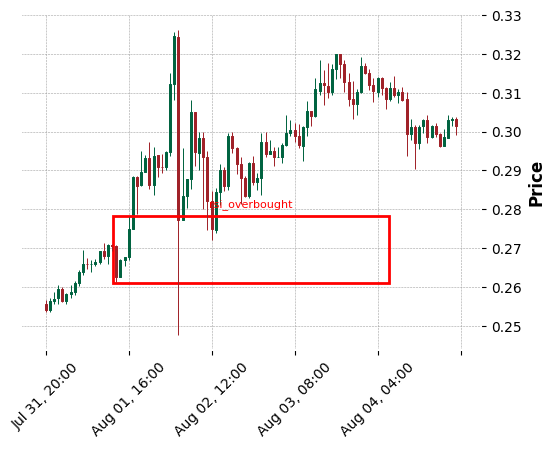 0.33
0.32
0.31
0.30
0.29
rsi_overbought
0.28
0.27
0.26
0.25
Price
Jul 31, 20:00
Aug 01, 16:00
Aug 02, 12:00
Aug 03, 08:00
Aug 04, 04:00